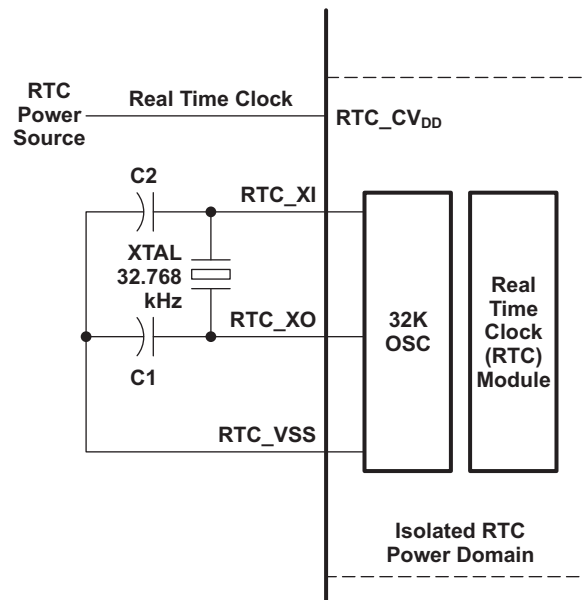 RTC
Power
Source
Real Time Clock
RTC_CVDD
C2
RTC_XI
XTAL
32.768
kHz
RTC_XO
C1
RTC_VSS
32K
OSC
Real
Time
Clock
(RTC)
Module
Isolated RTC
Power Domain